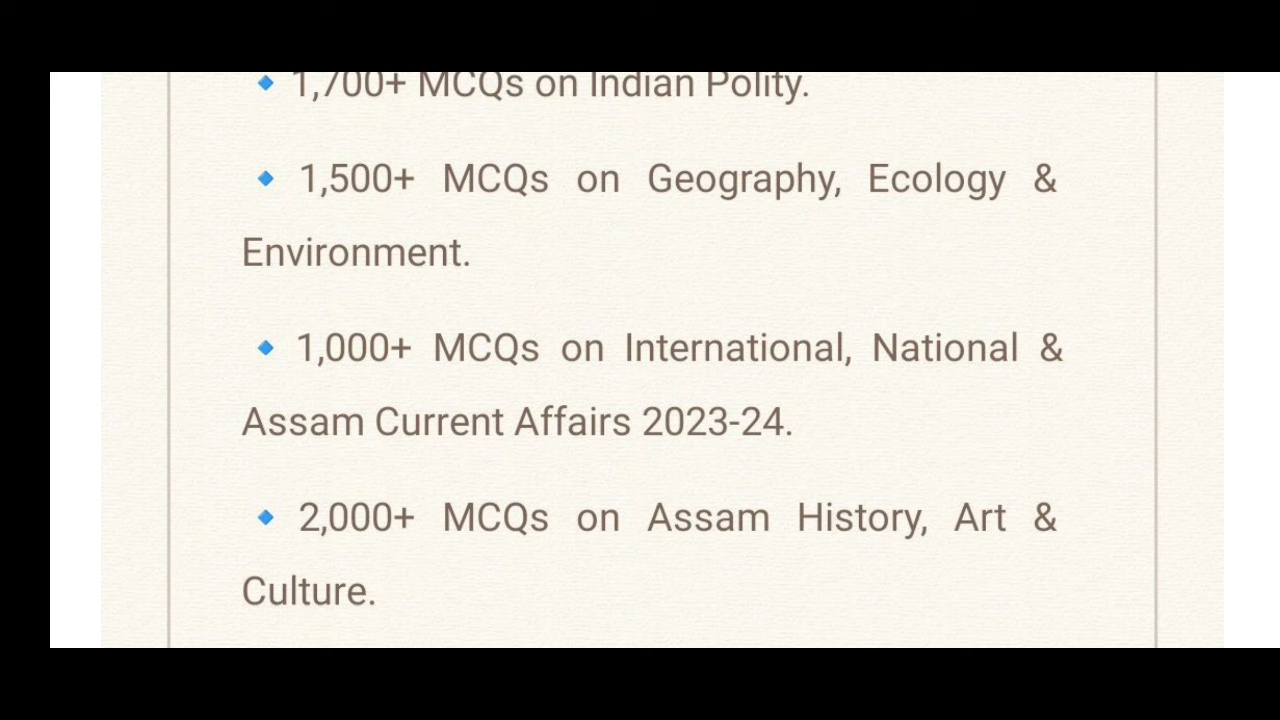 🔹 1,700+ MCQs on Indian Polity.
🔹 1,500+ MCQs on Geography, Ecology &
Environment.
🔹 1,000+ MCQs on International, National &
Assam Current Affairs 2023-24.
🔹 2,000+ MCQs on Assam History, Art &
Culture.